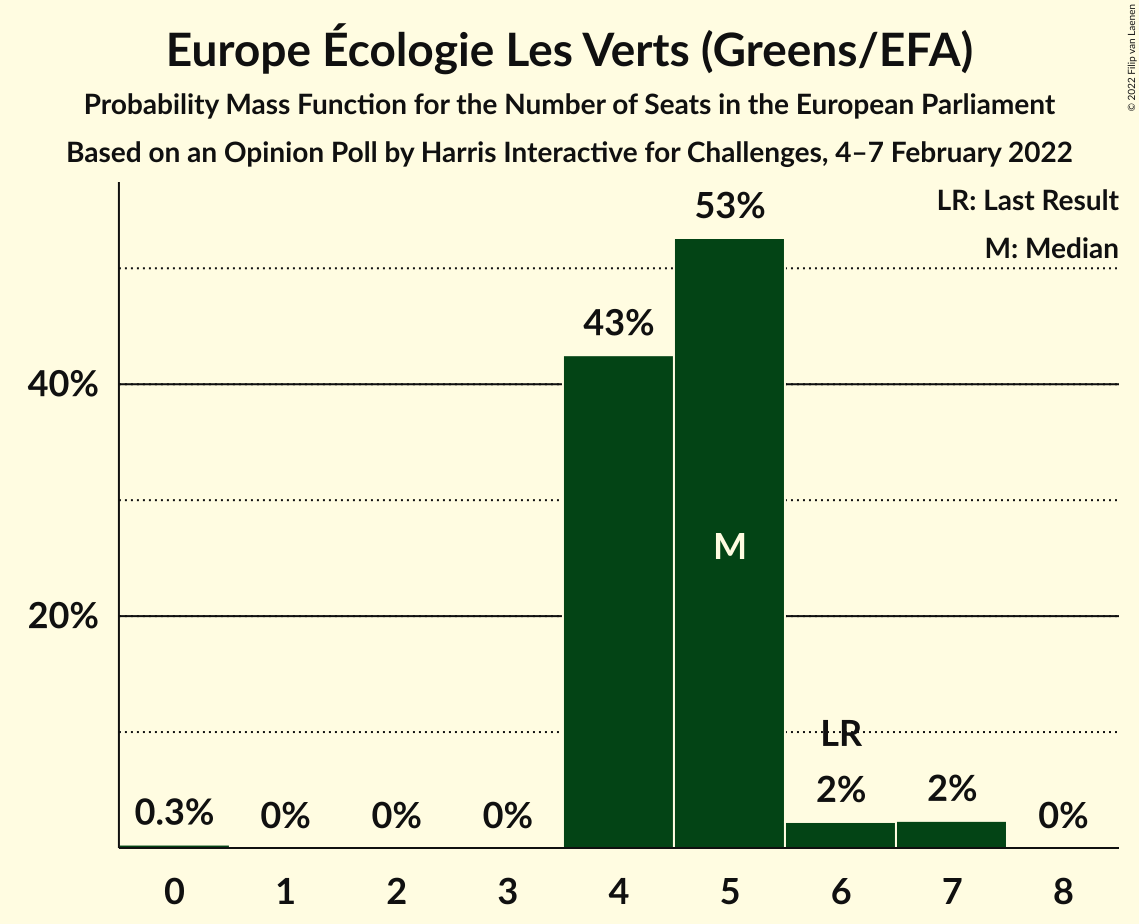 Europe Écologie Les Verts (Greens/EFA)
Probability Mass Function for the Number of Seats in the European Parliament
Based on an Opinion Poll by Harris Interactive for Challenges, 4–7 February 2022
© 2022 Filip van Laenen
LR: Last Result
M: Median
53%
43%
40%
M
20%
LR
0.3% 0% 0% 0% 2% 2% 0%
0 1 2 3 4 5 6 7 8